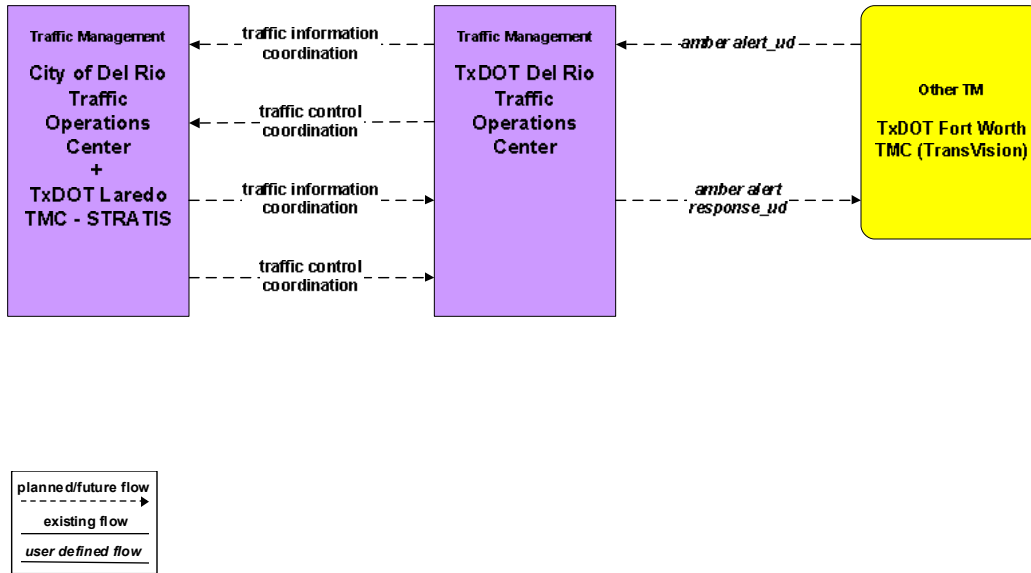 Traffic Management
City of Del Rio
Traffic
Operations
Center
+
TxDOT Laredo
TMC - STRATIS
traffic information
coordination
traffic control
coordination
traffic information
coordination
traffic control
coordination
Traffic Management
TxDOT Del Rio
Traffic
Operations
Center
amber alert_ud
amber alert
response_ud
Other TM
TxDOT Fort Worth
TMC (TransVision)
planned/future flow
existing flow
user defined flow